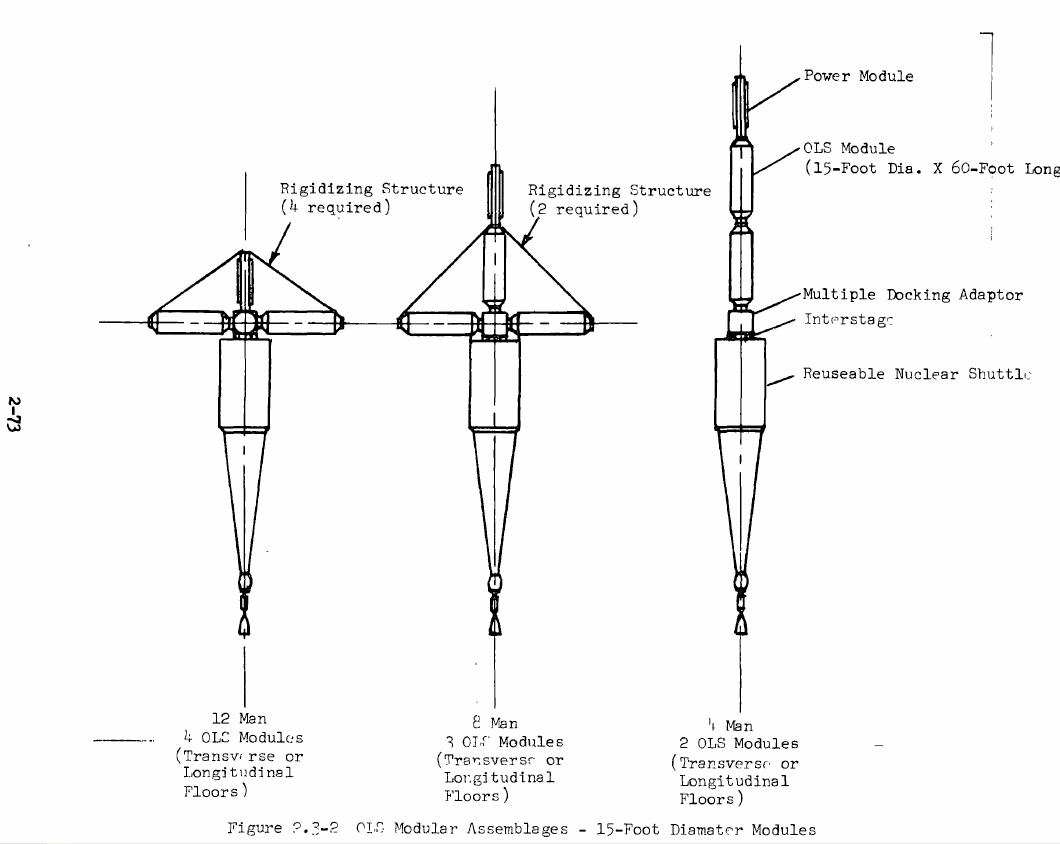 Power Module
OLS Module
(15-Foot Dia. X 60-Foot Long
Rigidizing Structure
(4 required)
Rigidizing Structure
(2 required)
Multiple Docking Adaptor
Interstage
Reuseable Nuclear Shuttle
2-73
12 Man
4 OLS Modules
(Transverse or
Longitudinal
Floors)
8 Man
3 OLS Modules
(Transverse or
Longitudinal
Floors)
4 Man
2 OLS Modules
(Transverse or
Longitudinal
Floors)
Figure 2.3-2 OLS Modular Assemblages - 15-Foot Diamater Modules